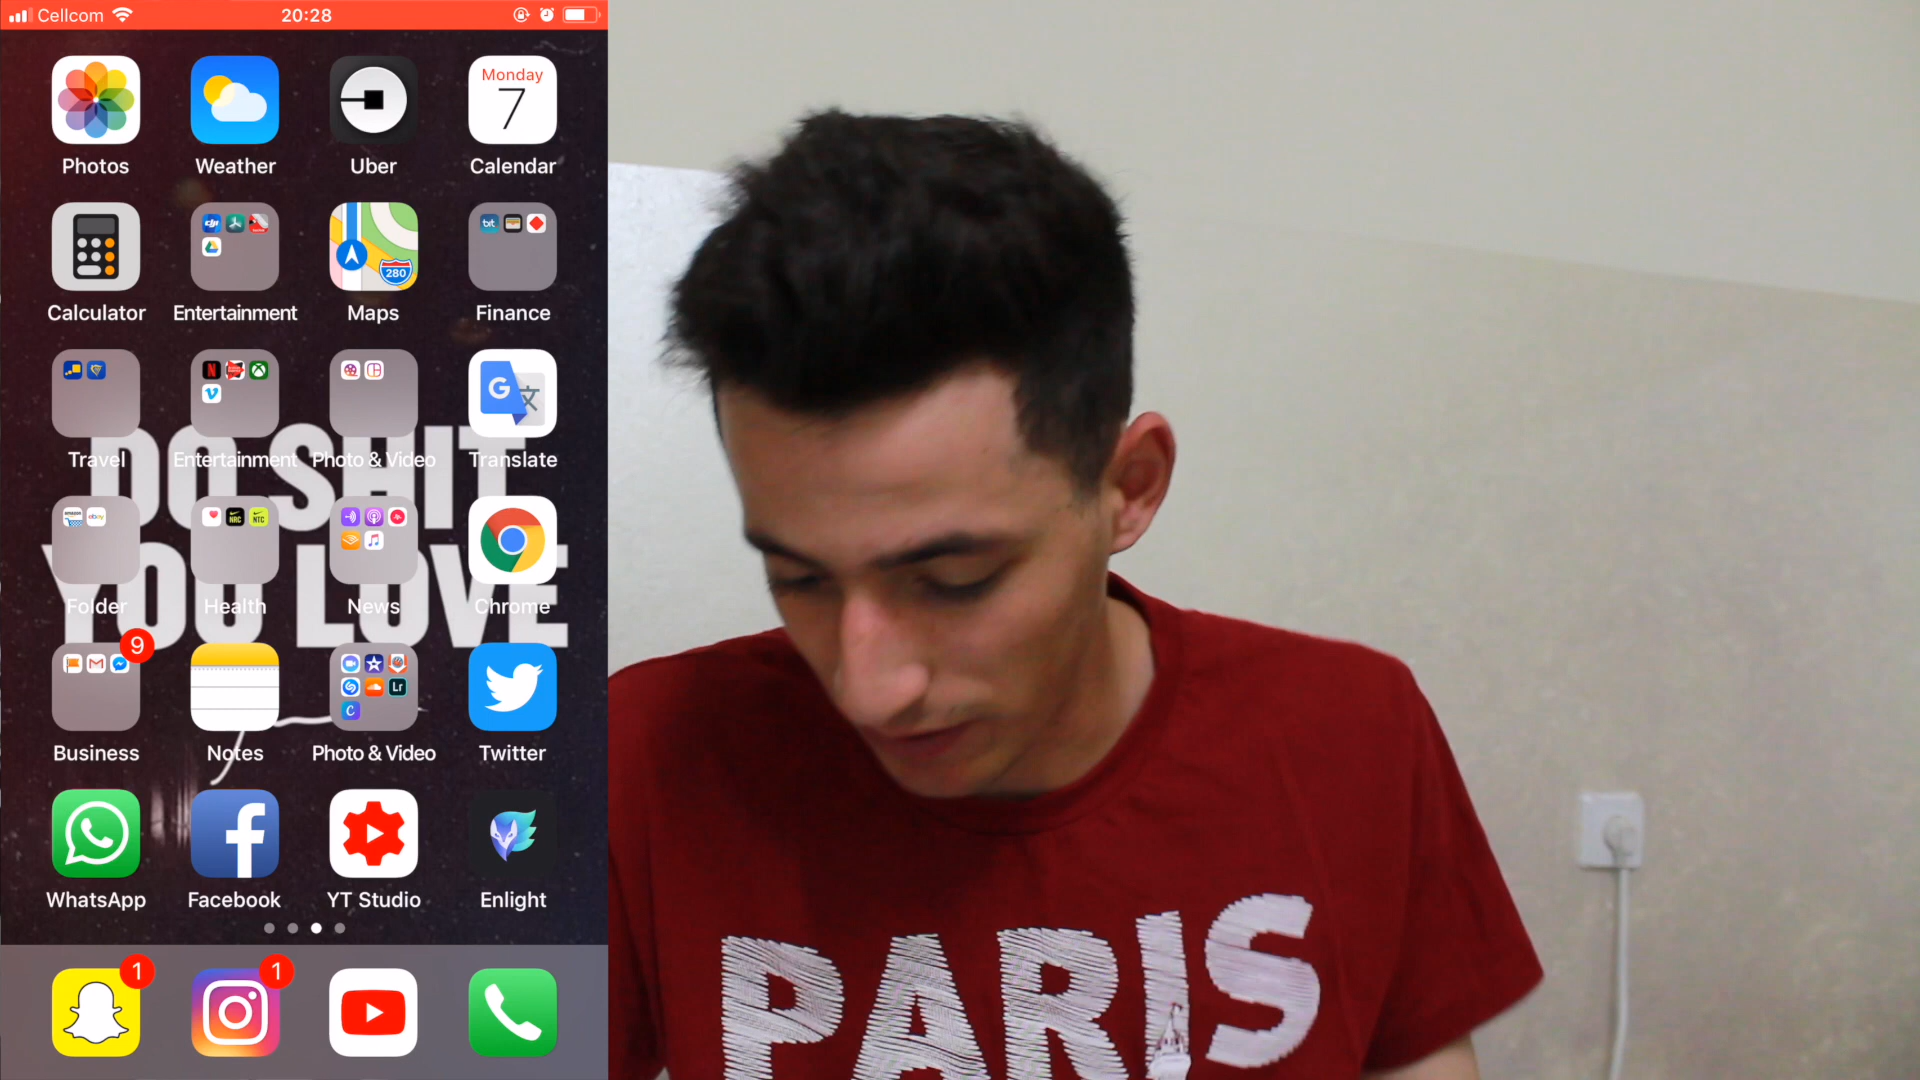 Cellcom 20:28
Monday
7
Photos Weather Uber Calendar
280
Calculator Entertainment Maps Finance
Travel Entertainment Photo & Video Translate
DO SHIT
Folder Health News Chrome
YOU LOVE
9
Business Notes Photo & Video Twitter
Lr
WhatsApp Facebook YT Studio Enlight
1 1
PARIS